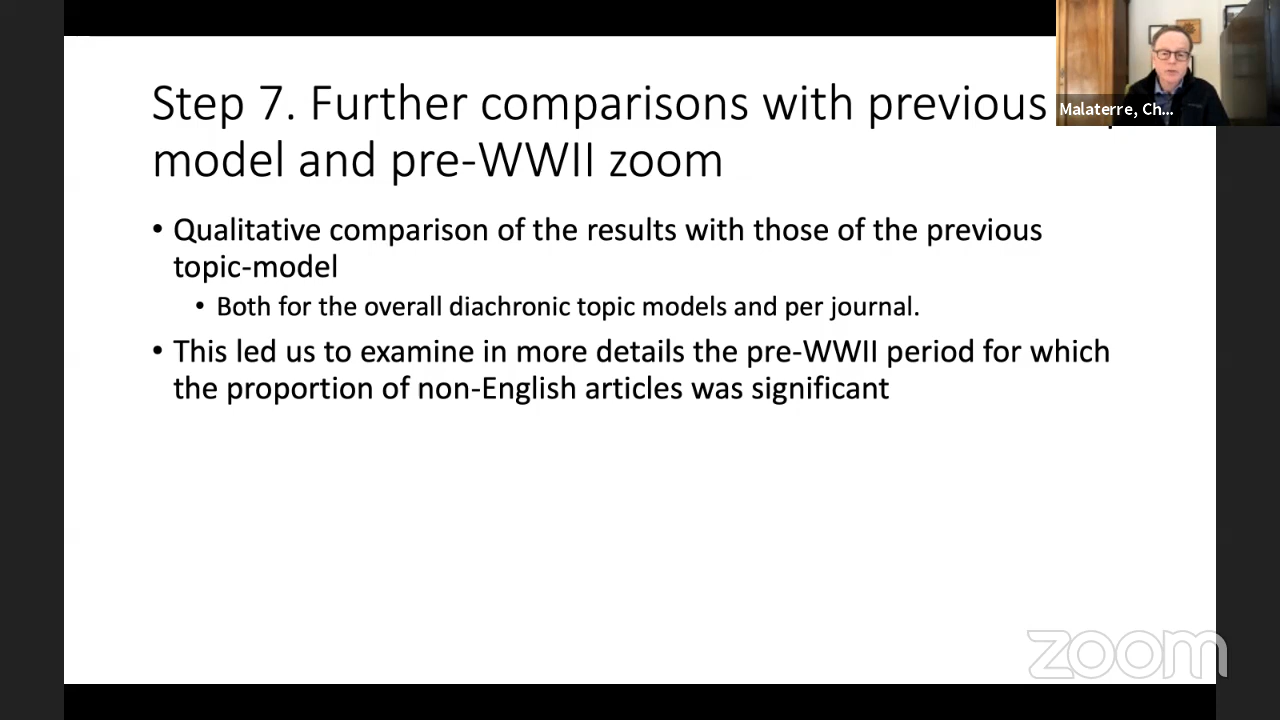 Step 7. Further comparisons with previous
model and pre-WWII zoom
• Qualitative comparison of the results with those of the previous
topic-model
• Both for the overall diachronic topic models and per journal.
• This led us to examine in more details the pre-WWII period for which
the proportion of non-English articles was significant
Malaterre, Ch...
zoom